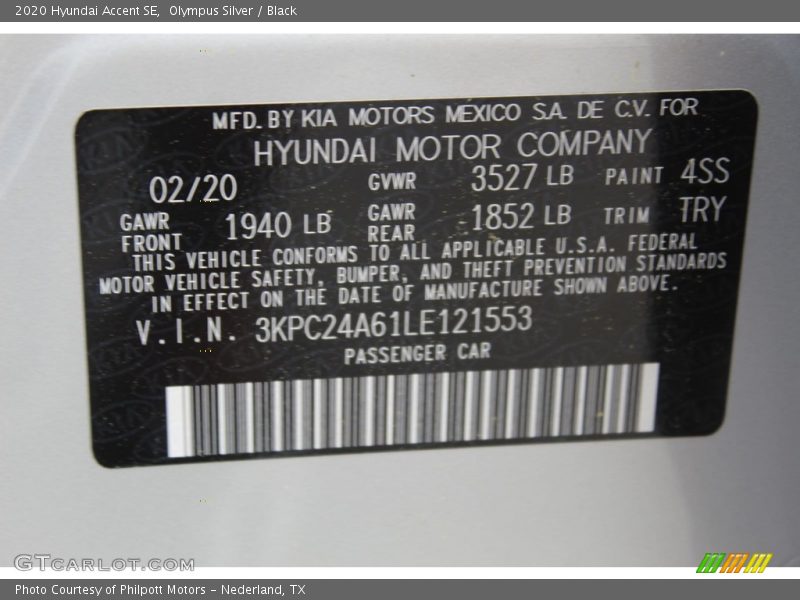 2020 Hyundai Accent SE,  Olympus Silver / Black
MFD. BY KIA MOTORS MEXICO S.A. DE C.V. FOR
HYUNDAI MOTOR COMPANY
02/20 GVWR 3527 LB PAINT 4SS
GAWR FRONT 1940 LB GAWR REAR 1852 LB TRIM TRY
THIS VEHICLE CONFORMS TO ALL APPLICABLE U.S.A. FEDERAL
MOTOR VEHICLE SAFETY, BUMPER, AND THEFT PREVENTION STANDARDS
IN EFFECT ON THE DATE OF MANUFACTURE SHOWN ABOVE.
V.I.N. 3KPC24A61LE121553
PASSENGER CAR
GTCARLOT.COM
Photo Courtesy of Philpott Motors - Nederland, TX